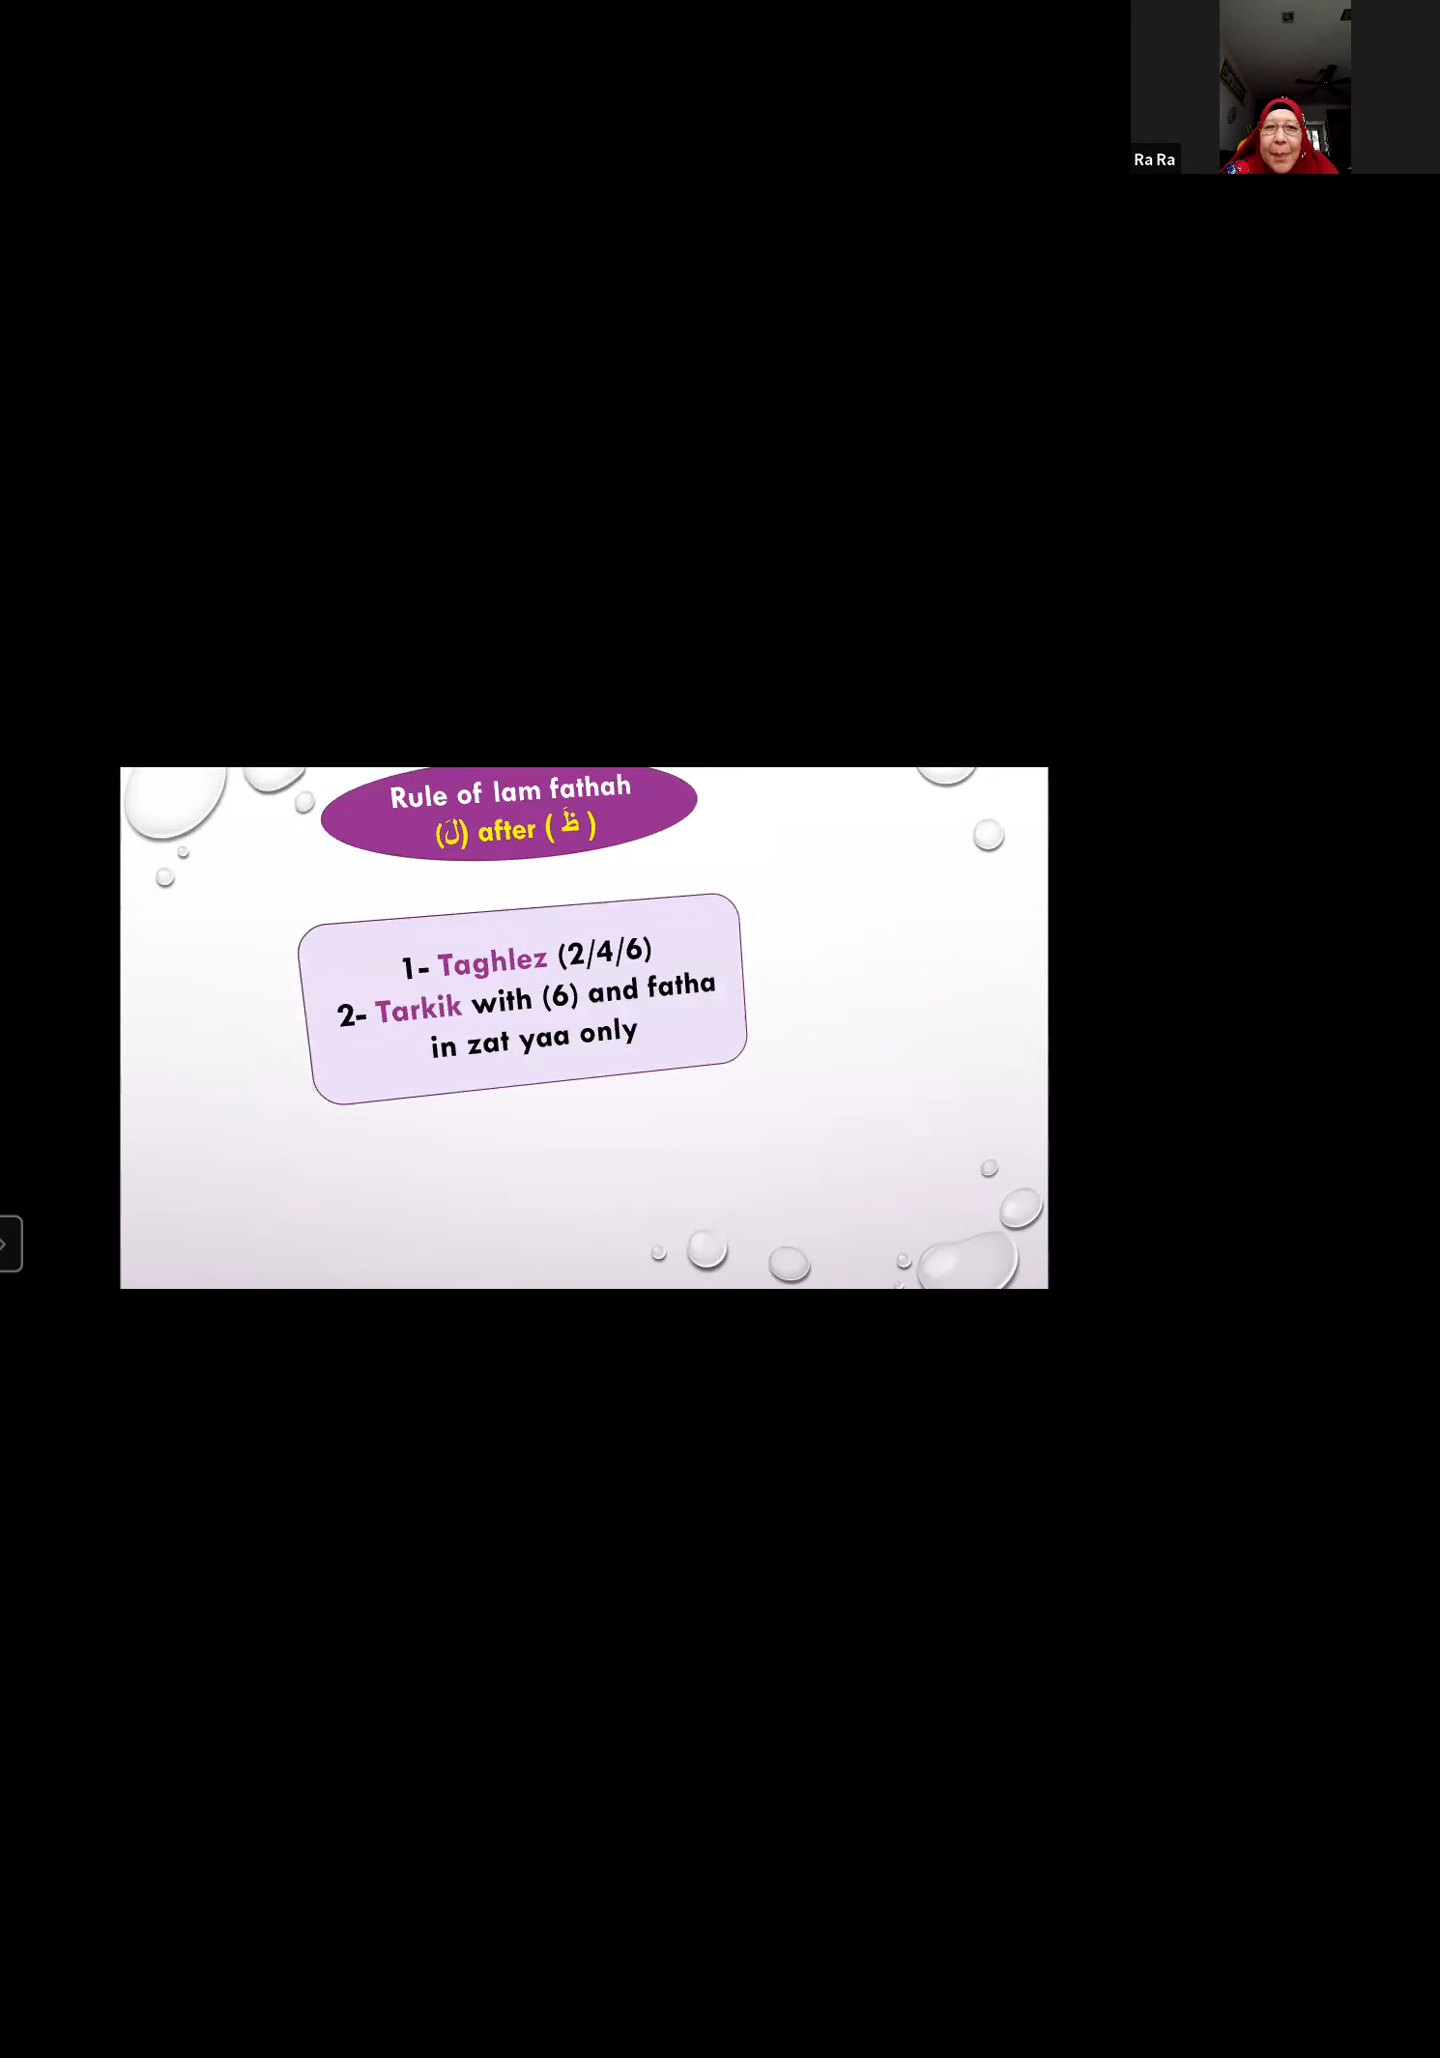 Ra Ra
Rule of lam fathah
(لَ) after ( ظَ )
1- Taghlez (2/4/6)
2- Tarkik with (6) and fatha
in zat yaa only